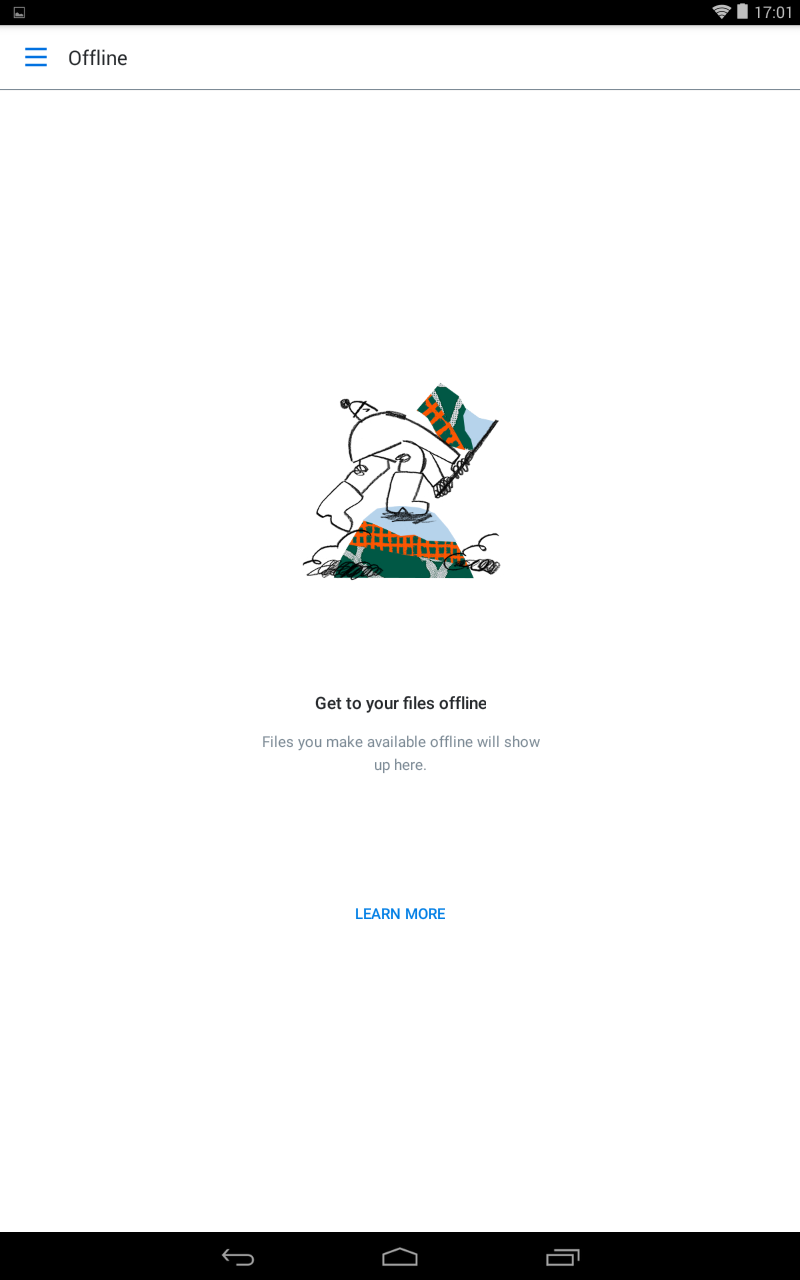 17:01
Offline
Get to your files offline
Files you make available offline will show
up here.
LEARN MORE